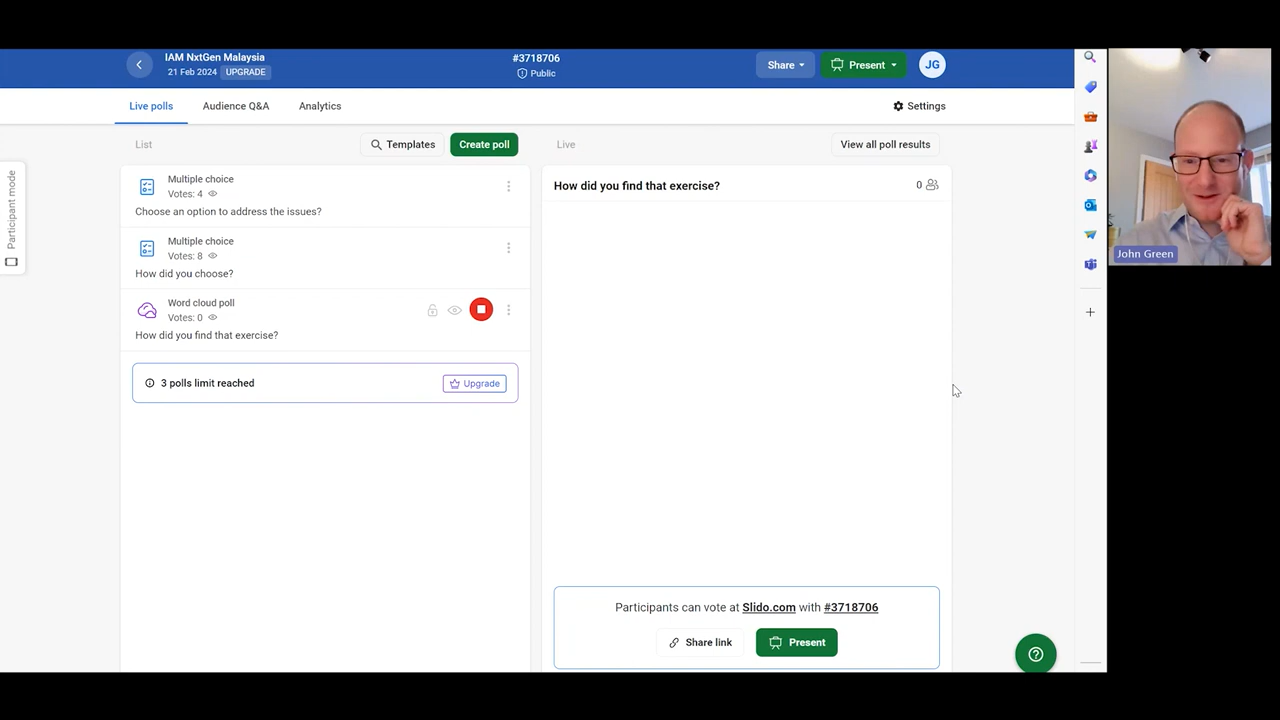 IAM NxtGen Malaysia
21 Feb 2024 UPGRADE
#3718706
Public
Share
Present
JG
Live polls
Audience Q&A
Analytics
Settings
Participant mode
List
Templates
Create poll
Live
View all poll results
Multiple choice
Votes: 4
Choose an option to address the issues?
Multiple choice
Votes: 8
How did you choose?
Word cloud poll
Votes: 0
How did you find that exercise?
3 polls limit reached
Upgrade
How did you find that exercise?
0
Participants can vote at Slido.com with #3718706
Share link
Present
John Green